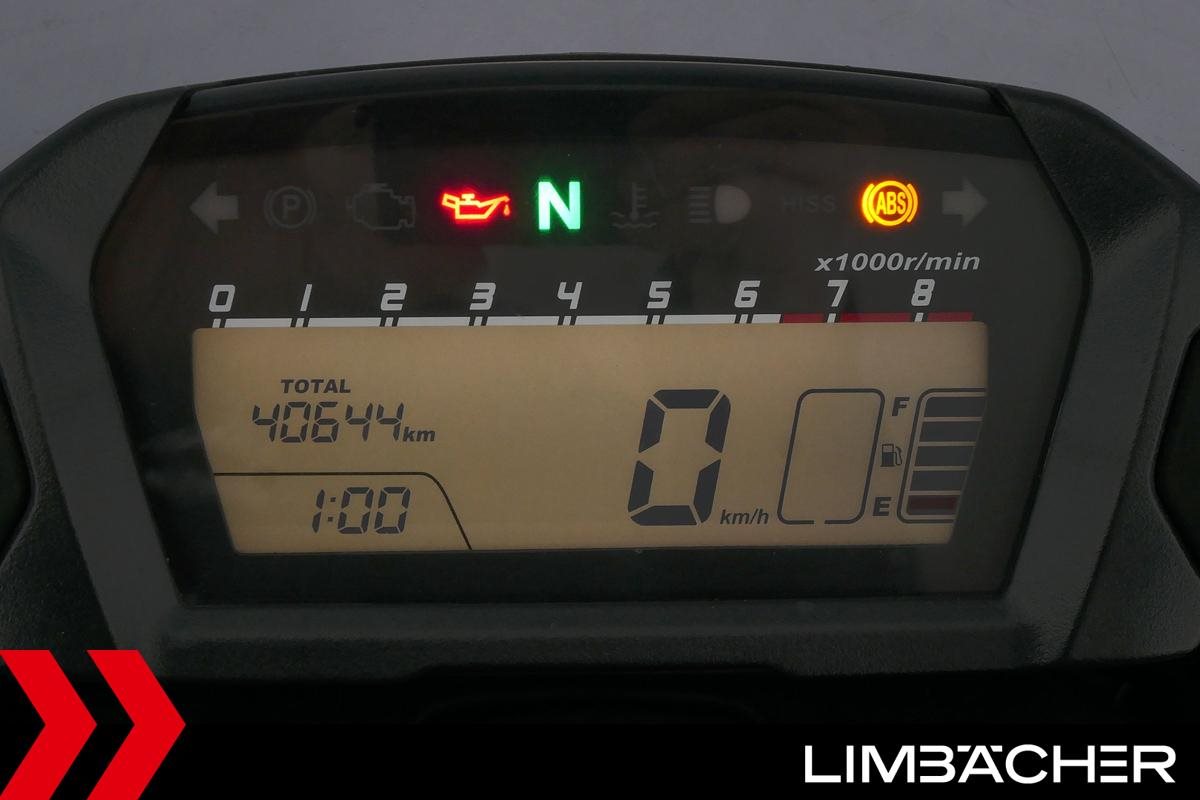 P N HISS ABS
x1000r/min
0 1 2 3 4 5 6 7 8
TOTAL
40644km
1:00
0 km/h
F
E
LIMBÄCHER